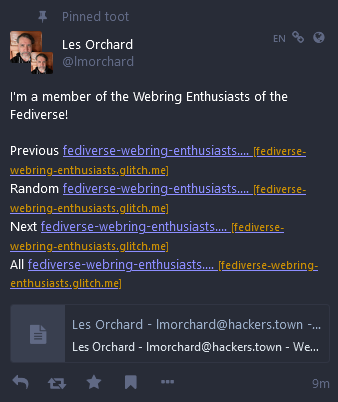 Pinned toot
Les Orchard
EN
@lmorchard
I'm a member of the Webring Enthusiasts of the
Fediverse!
Previous fediverse-webring-enthusiasts.... [fediverse-
webring-enthusiasts.glitch.me]
Random fediverse-webring-enthusiasts.... [fediverse-
webring-enthusiasts.glitch.me]
Next fediverse-webring-enthusiasts.... [fediverse-
webring-enthusiasts.glitch.me]
All fediverse-webring-enthusiasts.... [fediverse-webring-
enthusiasts.glitch.me]
Les Orchard - lmorchard@hackers.town -...
Les Orchard - lmorchard@hackers.town - We...
9m